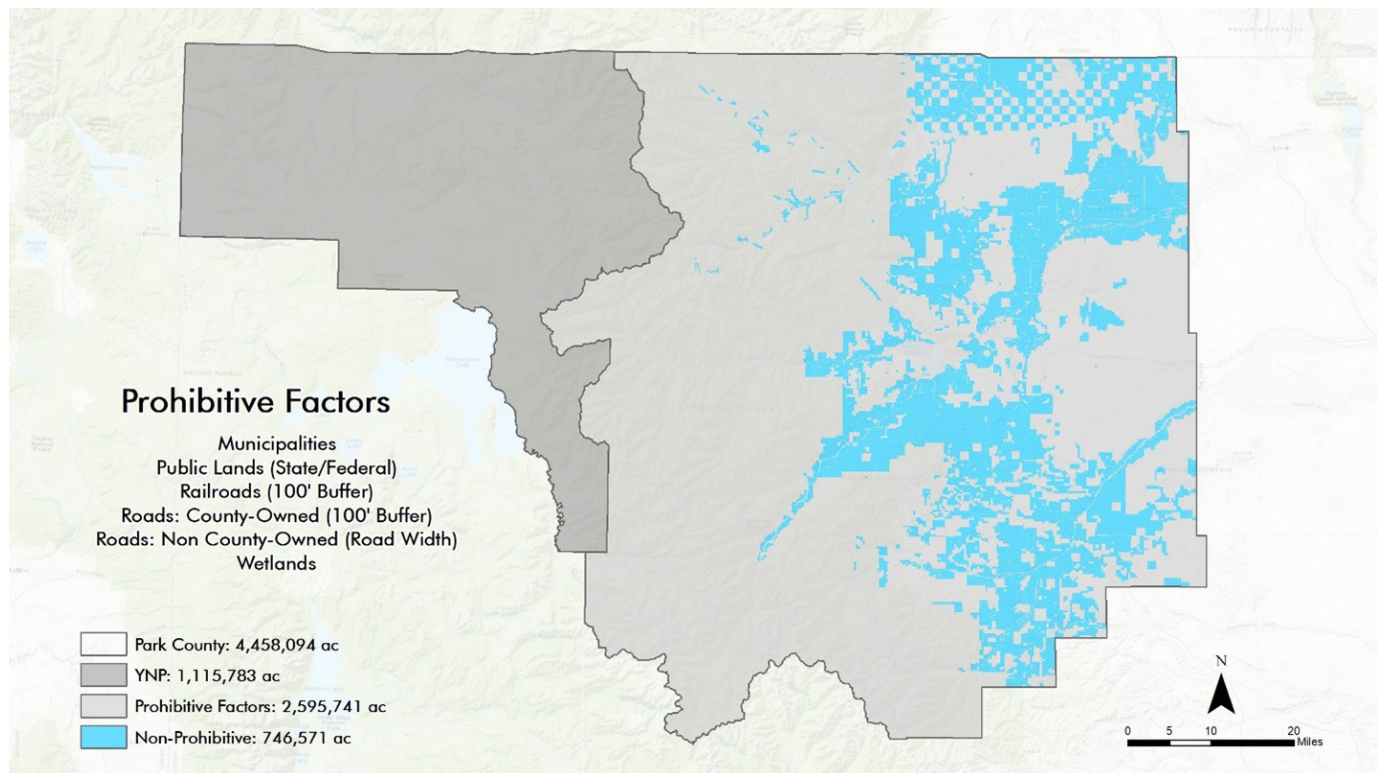 MONTANA
Prohibitive Factors
Municipalities
Public Lands (State/Federal)
Railroads (100' Buffer)
Roads: County-Owned (100' Buffer)
Roads: Non County-Owned (Road Width)
Wetlands
Park County: 4,458,094 ac
YNP: 1,115,783 ac
Prohibitive Factors: 2,595,741 ac
Non-Prohibitive: 746,571 ac
N
0 5 10 20
Miles